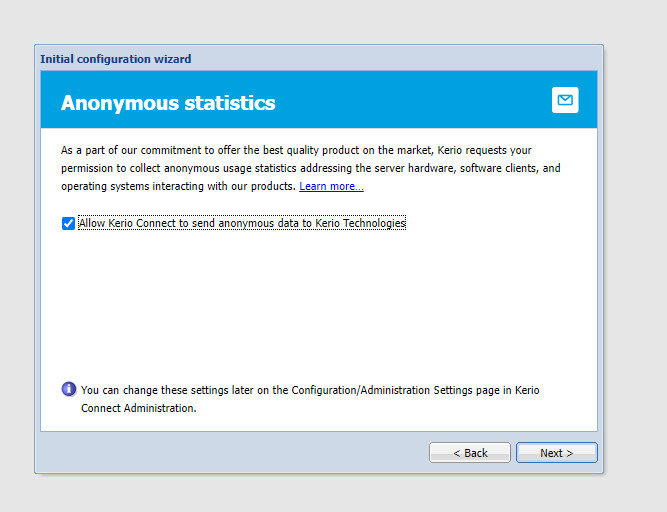 Initial configuration wizard
Anonymous statistics
As a part of our commitment to offer the best quality product on the market, Kerio requests your
permission to collect anonymous usage statistics addressing the server hardware, software clients, and
operating systems interacting with our products. Learn more...
Allow Kerio Connect to send anonymous data to Kerio Technologies
You can change these settings later on the Configuration/Administration Settings page in Kerio
Connect Administration.
< Back
Next >